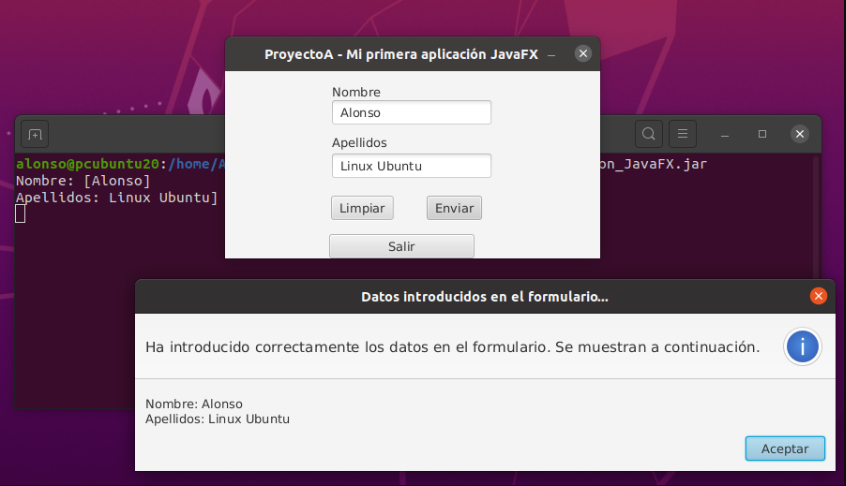 ProyectoA - Mi primera aplicación JavaFX
Nombre
Alonso
Apellidos
Linux Ubuntu
Limpiar Enviar
Salir
alonso@pcubuntu20:/home/A
on_JavaFX.jar
Nombre: [Alonso]
Apellidos: Linux Ubuntu]
Datos introducidos en el formulario...
Ha introducido correctamente los datos en el formulario. Se muestran a continuación.
Nombre: Alonso
Apellidos: Linux Ubuntu
Aceptar